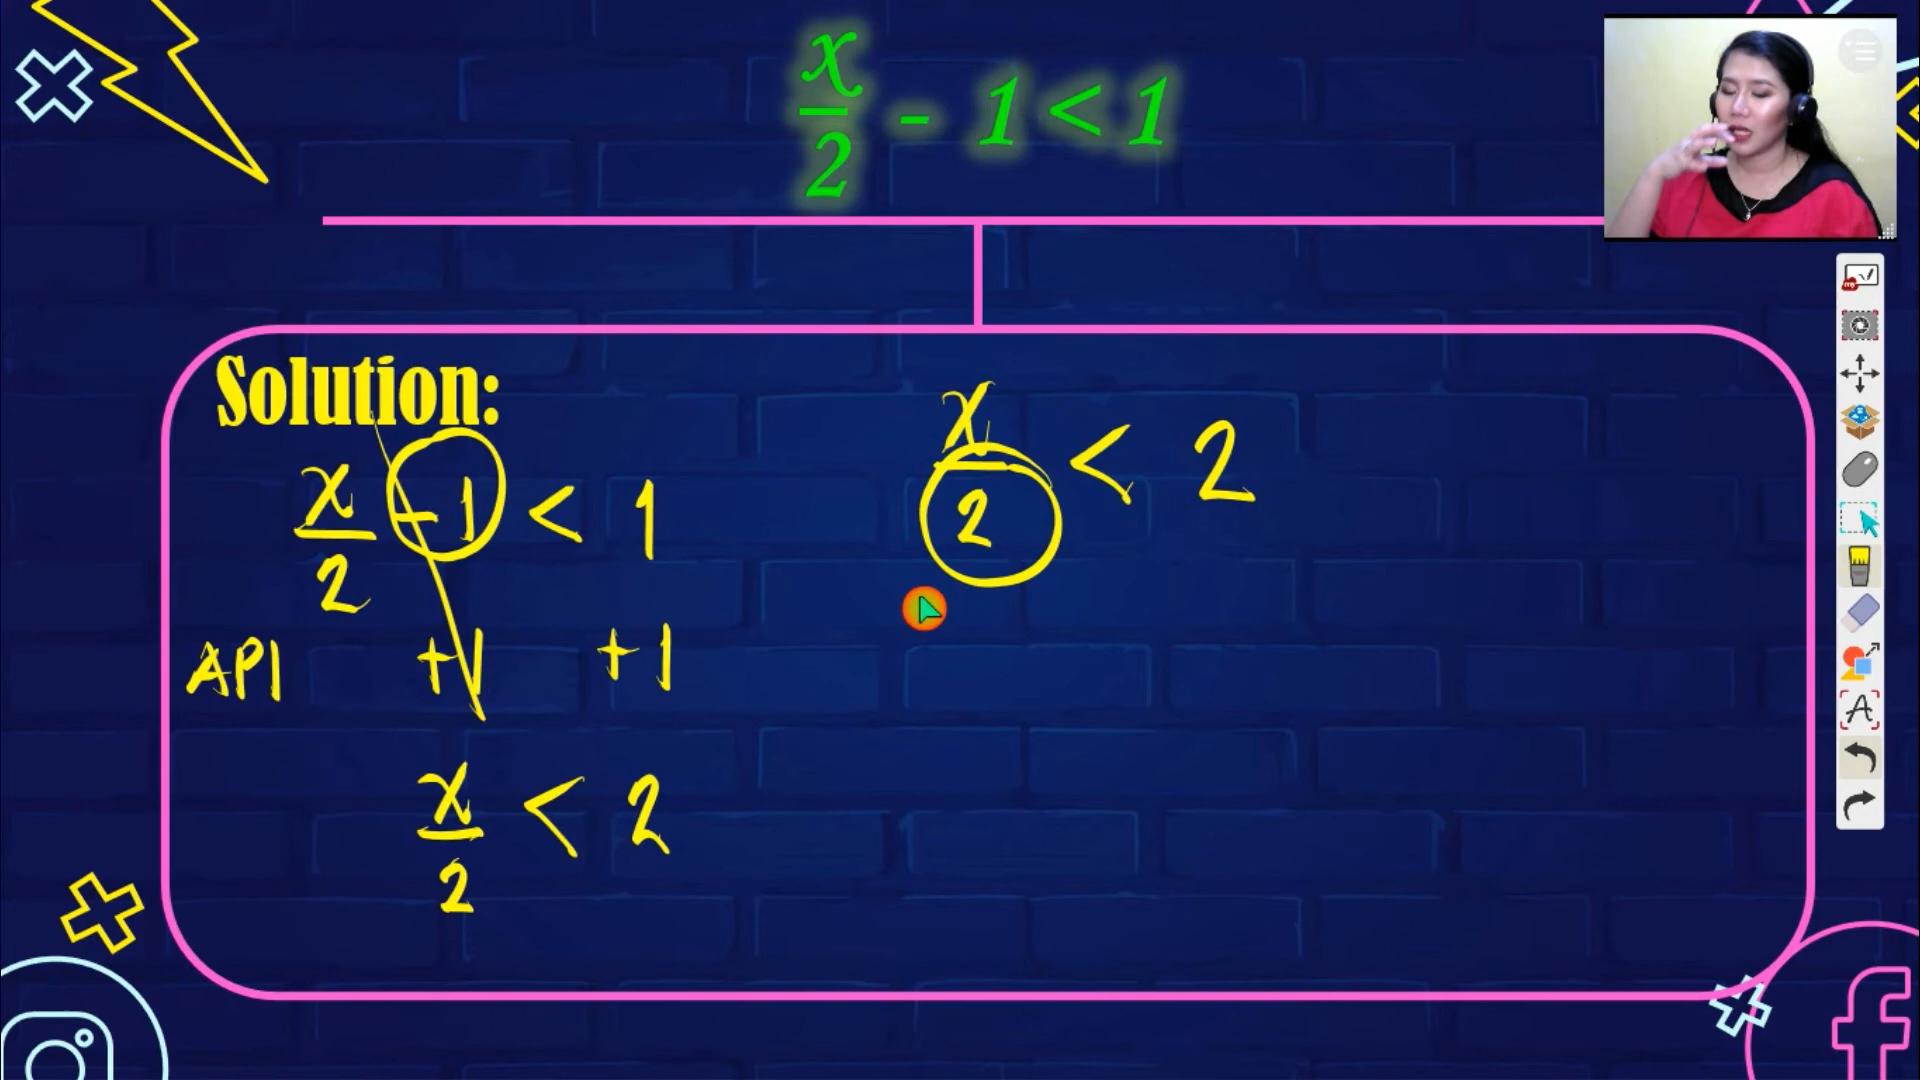 x/2 - 1 < 1
Solution:
x/2 - 1 < 1
API +1 +1
x/2 < 2
x/2 < 2